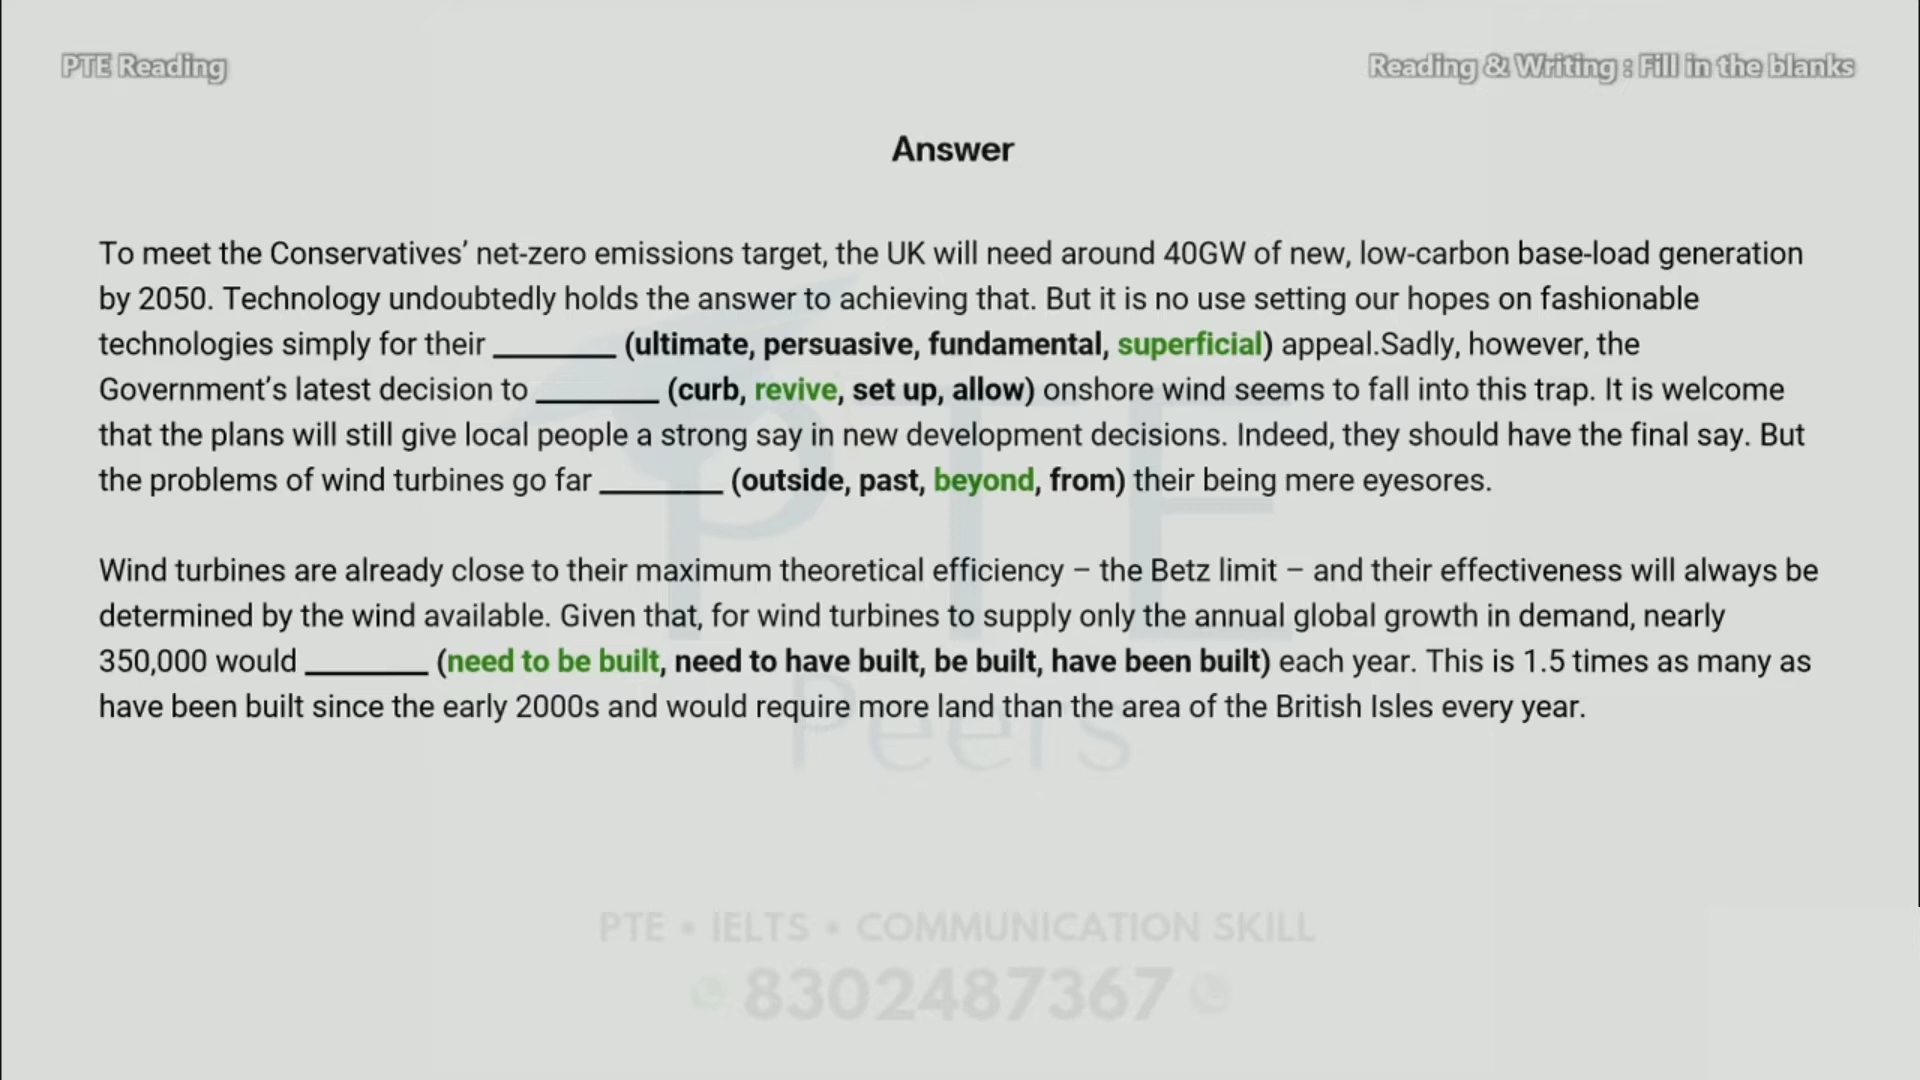 PTE Reading
Reading & Writing : Fill in the blanks
Answer
To meet the Conservatives’ net-zero emissions target, the UK will need around 40GW of new, low-carbon base-load generation
by 2050. Technology undoubtedly holds the answer to achieving that. But it is no use setting our hopes on fashionable
technologies simply for their ________ (ultimate, persuasive, fundamental, superficial) appeal.Sadly, however, the
Government’s latest decision to ________ (curb, revive, set up, allow) onshore wind seems to fall into this trap. It is welcome
that the plans will still give local people a strong say in new development decisions. Indeed, they should have the final say. But
the problems of wind turbines go far ________ (outside, past, beyond, from) their being mere eyesores.
Wind turbines are already close to their maximum theoretical efficiency – the Betz limit – and their effectiveness will always be
determined by the wind available. Given that, for wind turbines to supply only the annual global growth in demand, nearly
350,000 would ________ (need to be built, need to have built, be built, have been built) each year. This is 1.5 times as many as
have been built since the early 2000s and would require more land than the area of the British Isles every year.
PTE
Peers
PTE • IELTS • COMMUNICATION SKILL
8302487367